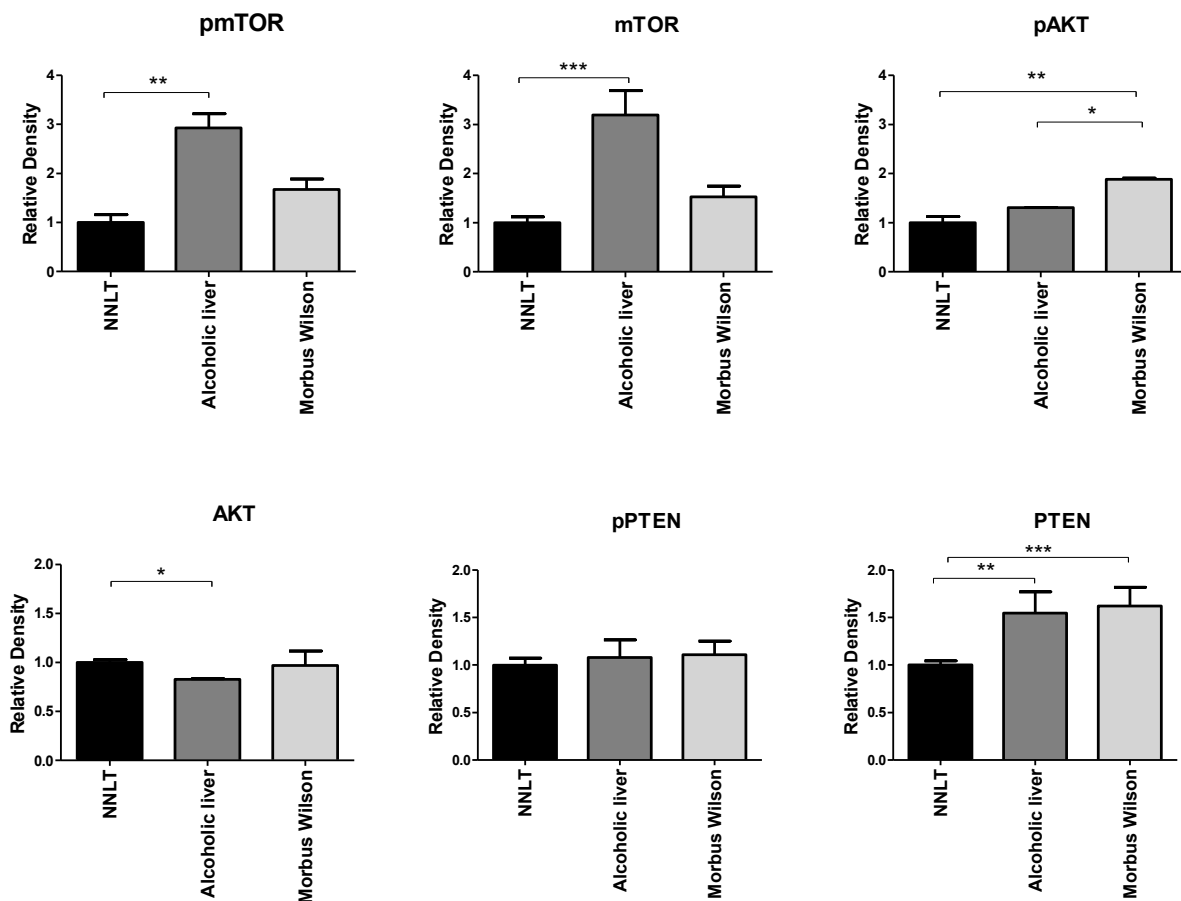 pmTOR
mTOR
pAKT
**
***
**
*
Relative Density
4
3
2
1
0
NNLT
Alcoholic liver
Morbus Wilson
Relative Density
4
3
2
1
0
NNLT
Alcoholic liver
Morbus Wilson
Relative Density
4
3
2
1
0
NNLT
Alcoholic liver
Morbus Wilson
AKT
pPTEN
PTEN
*
***
**
Relative Density
2.0
1.5
1.0
0.5
0.0
NNLT
Alcoholic liver
Morbus Wilson
Relative Density
2.0
1.5
1.0
0.5
0.0
NNLT
Alcoholic liver
Morbus Wilson
Relative Density
2.0
1.5
1.0
0.5
0.0
NNLT
Alcoholic liver
Morbus Wilson